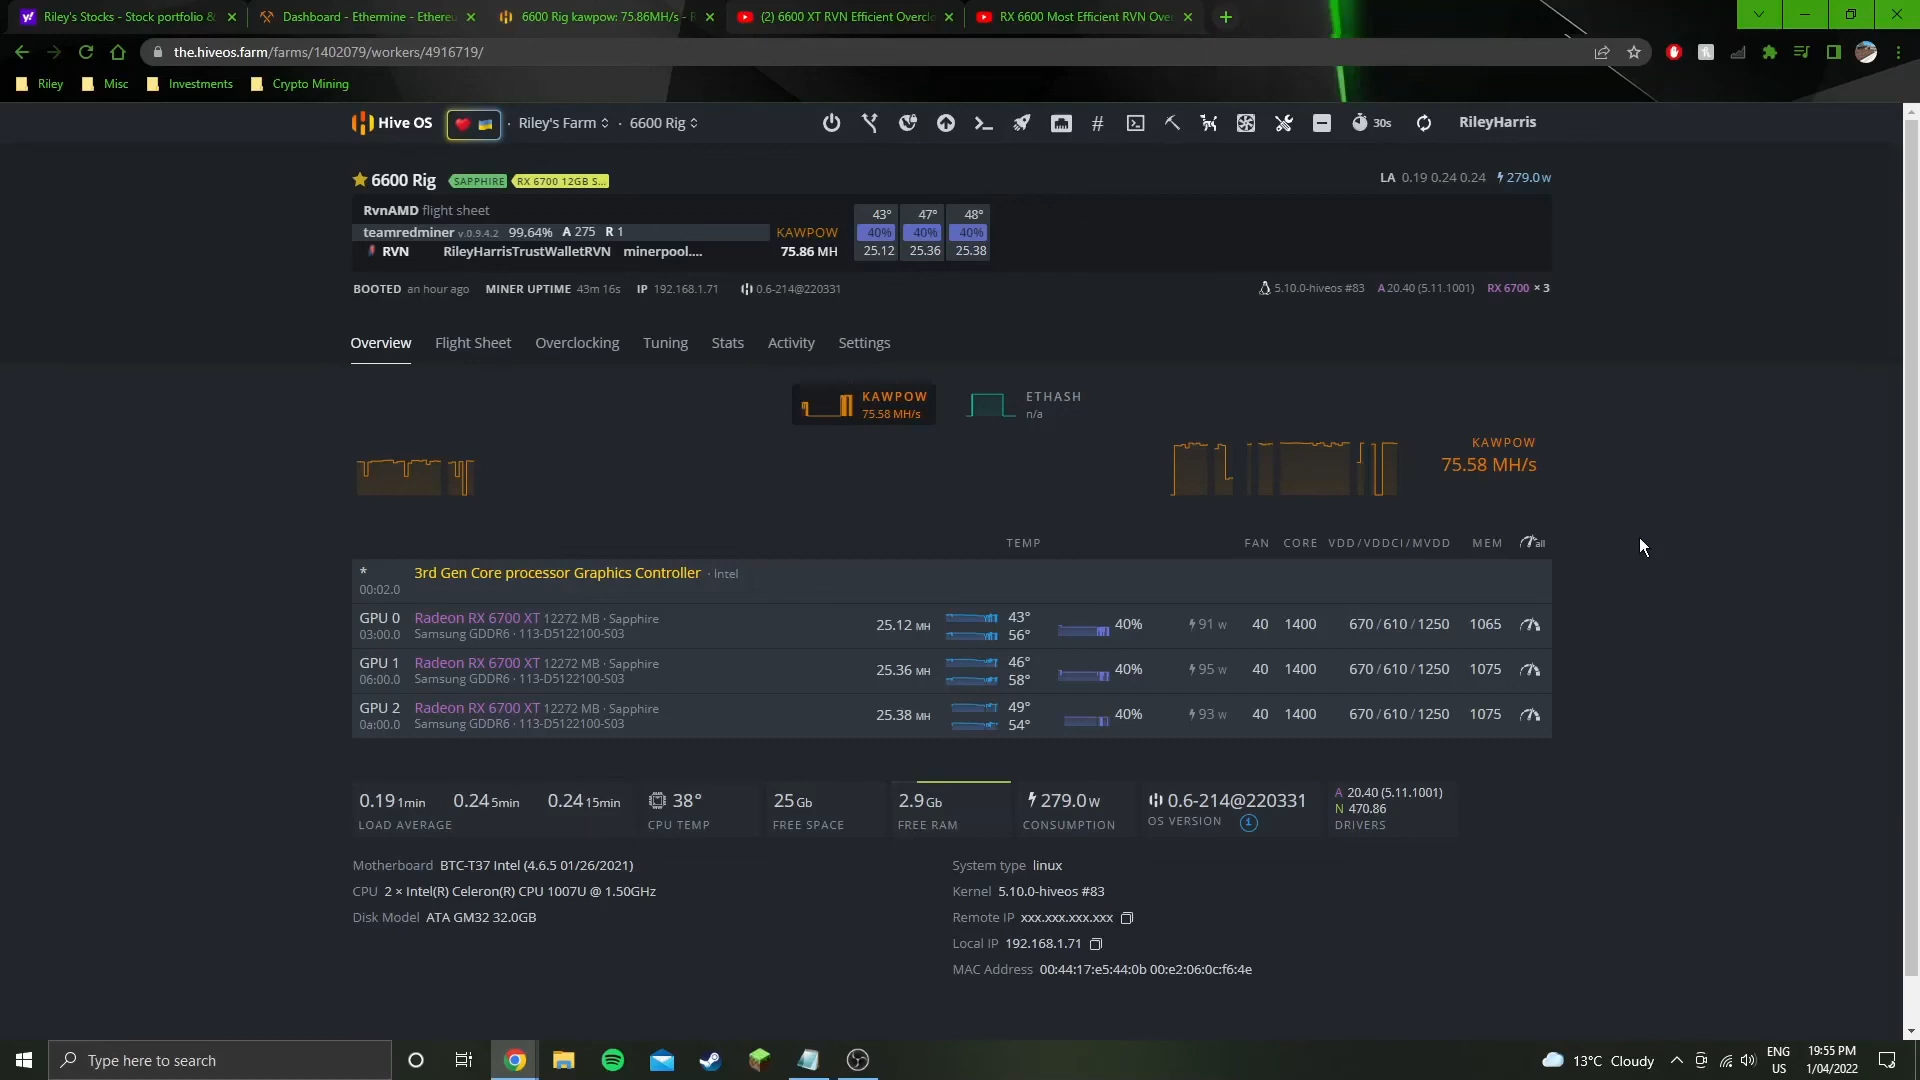 Riley's Stocks - Stock portfolio &
Dashboard - Ethermine - Ethereu
6600 Rig kawpow: 75.86MH/s - R
(2) 6600 XT RVN Efficient Overclo
RX 6600 Most Efficient RVN Ove
the.hiveos.farm/farms/1402079/workers/4916719/
Riley
Misc
Investments
Crypto Mining
Hive OS
· Riley's Farm
· 6600 Rig
30s
RileyHarris
6600 Rig
SAPPHIRE
RX 6700 12GB S...
LA 0.19 0.24 0.24
279.0 W
RvnAMD flight sheet
teamredminer v.0.9.4.2 99.64% A 275 R 1
KAWPOW
RVN RileyHarrisTrustWalletRVN minerpool....
75.86 MH
43° 47° 48°
40% 40% 40%
25.12 25.36 25.38
BOOTED an hour ago MINER UPTIME 43m 16s IP 192.168.1.71 0.6-214@220331
5.10.0-hiveos #83 A 20.40 (5.11.1001) RX 6700 × 3
Overview Flight Sheet Overclocking Tuning Stats Activity Settings
KAWPOW
75.58 MH/s
ETHASH
n/a
KAWPOW
75.58 MH/s
TEMP FAN CORE VDD/VDDCI/MVDD MEM all
* 3rd Gen Core processor Graphics Controller · Intel
00:02.0
GPU 0 Radeon RX 6700 XT 12272 MB · Sapphire 25.12 MH 43° 40% 91 W 40 1400 670 / 610 / 1250 1065
03:00.0 Samsung GDDR6 · 113-D5122100-S03 56°
GPU 1 Radeon RX 6700 XT 12272 MB · Sapphire 25.36 MH 46° 40% 95 W 40 1400 670 / 610 / 1250 1075
06:00.0 Samsung GDDR6 · 113-D5122100-S03 58°
GPU 2 Radeon RX 6700 XT 12272 MB · Sapphire 25.38 MH 49° 40% 93 W 40 1400 670 / 610 / 1250 1075
0a:00.0 Samsung GDDR6 · 113-D5122100-S03 54°
0.19 1min 0.24 5min 0.24 15min
LOAD AVERAGE
38°
CPU TEMP
25 Gb
FREE SPACE
2.9 Gb
FREE RAM
279.0 W
CONSUMPTION
0.6-214@220331
OS VERSION
A 20.40 (5.11.1001)
N 470.86
DRIVERS
Motherboard BTC-T37 Intel (4.6.5 01/26/2021)
CPU 2 × Intel(R) Celeron(R) CPU 1007U @ 1.50GHz
Disk Model ATA GM32 32.0GB
System type linux
Kernel 5.10.0-hiveos #83
Remote IP xxx.xxx.xxx.xxx
Local IP 192.168.1.71
MAC Address 00:44:17:e5:44:0b 00:e2:06:0c:f6:4e
Type here to search
13°C Cloudy
ENG
US
19:55 PM
1/04/2022